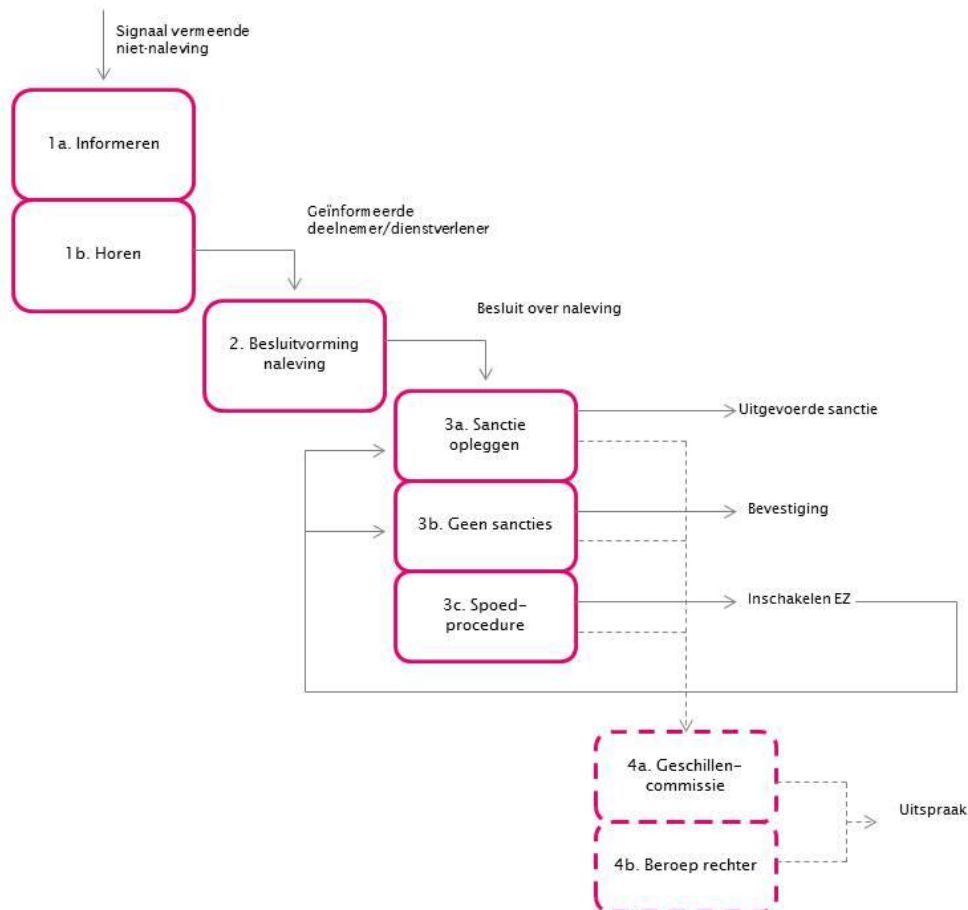 Signaal vermeende
niet-naleving
1a. Informeren
1b. Horen
Geïnformeerde
deelnemer/dienstverlener
2. Besluitvorming
naleving
Besluit over naleving
3a. Sanctie
opleggen
Uitgevoerde sanctie
3b. Geen sancties
Bevestiging
3c. Spoed-
procedure
Inschakelen EZ
4a. Geschillen-
commissie
4b. Beroep rechter
Uitspraak